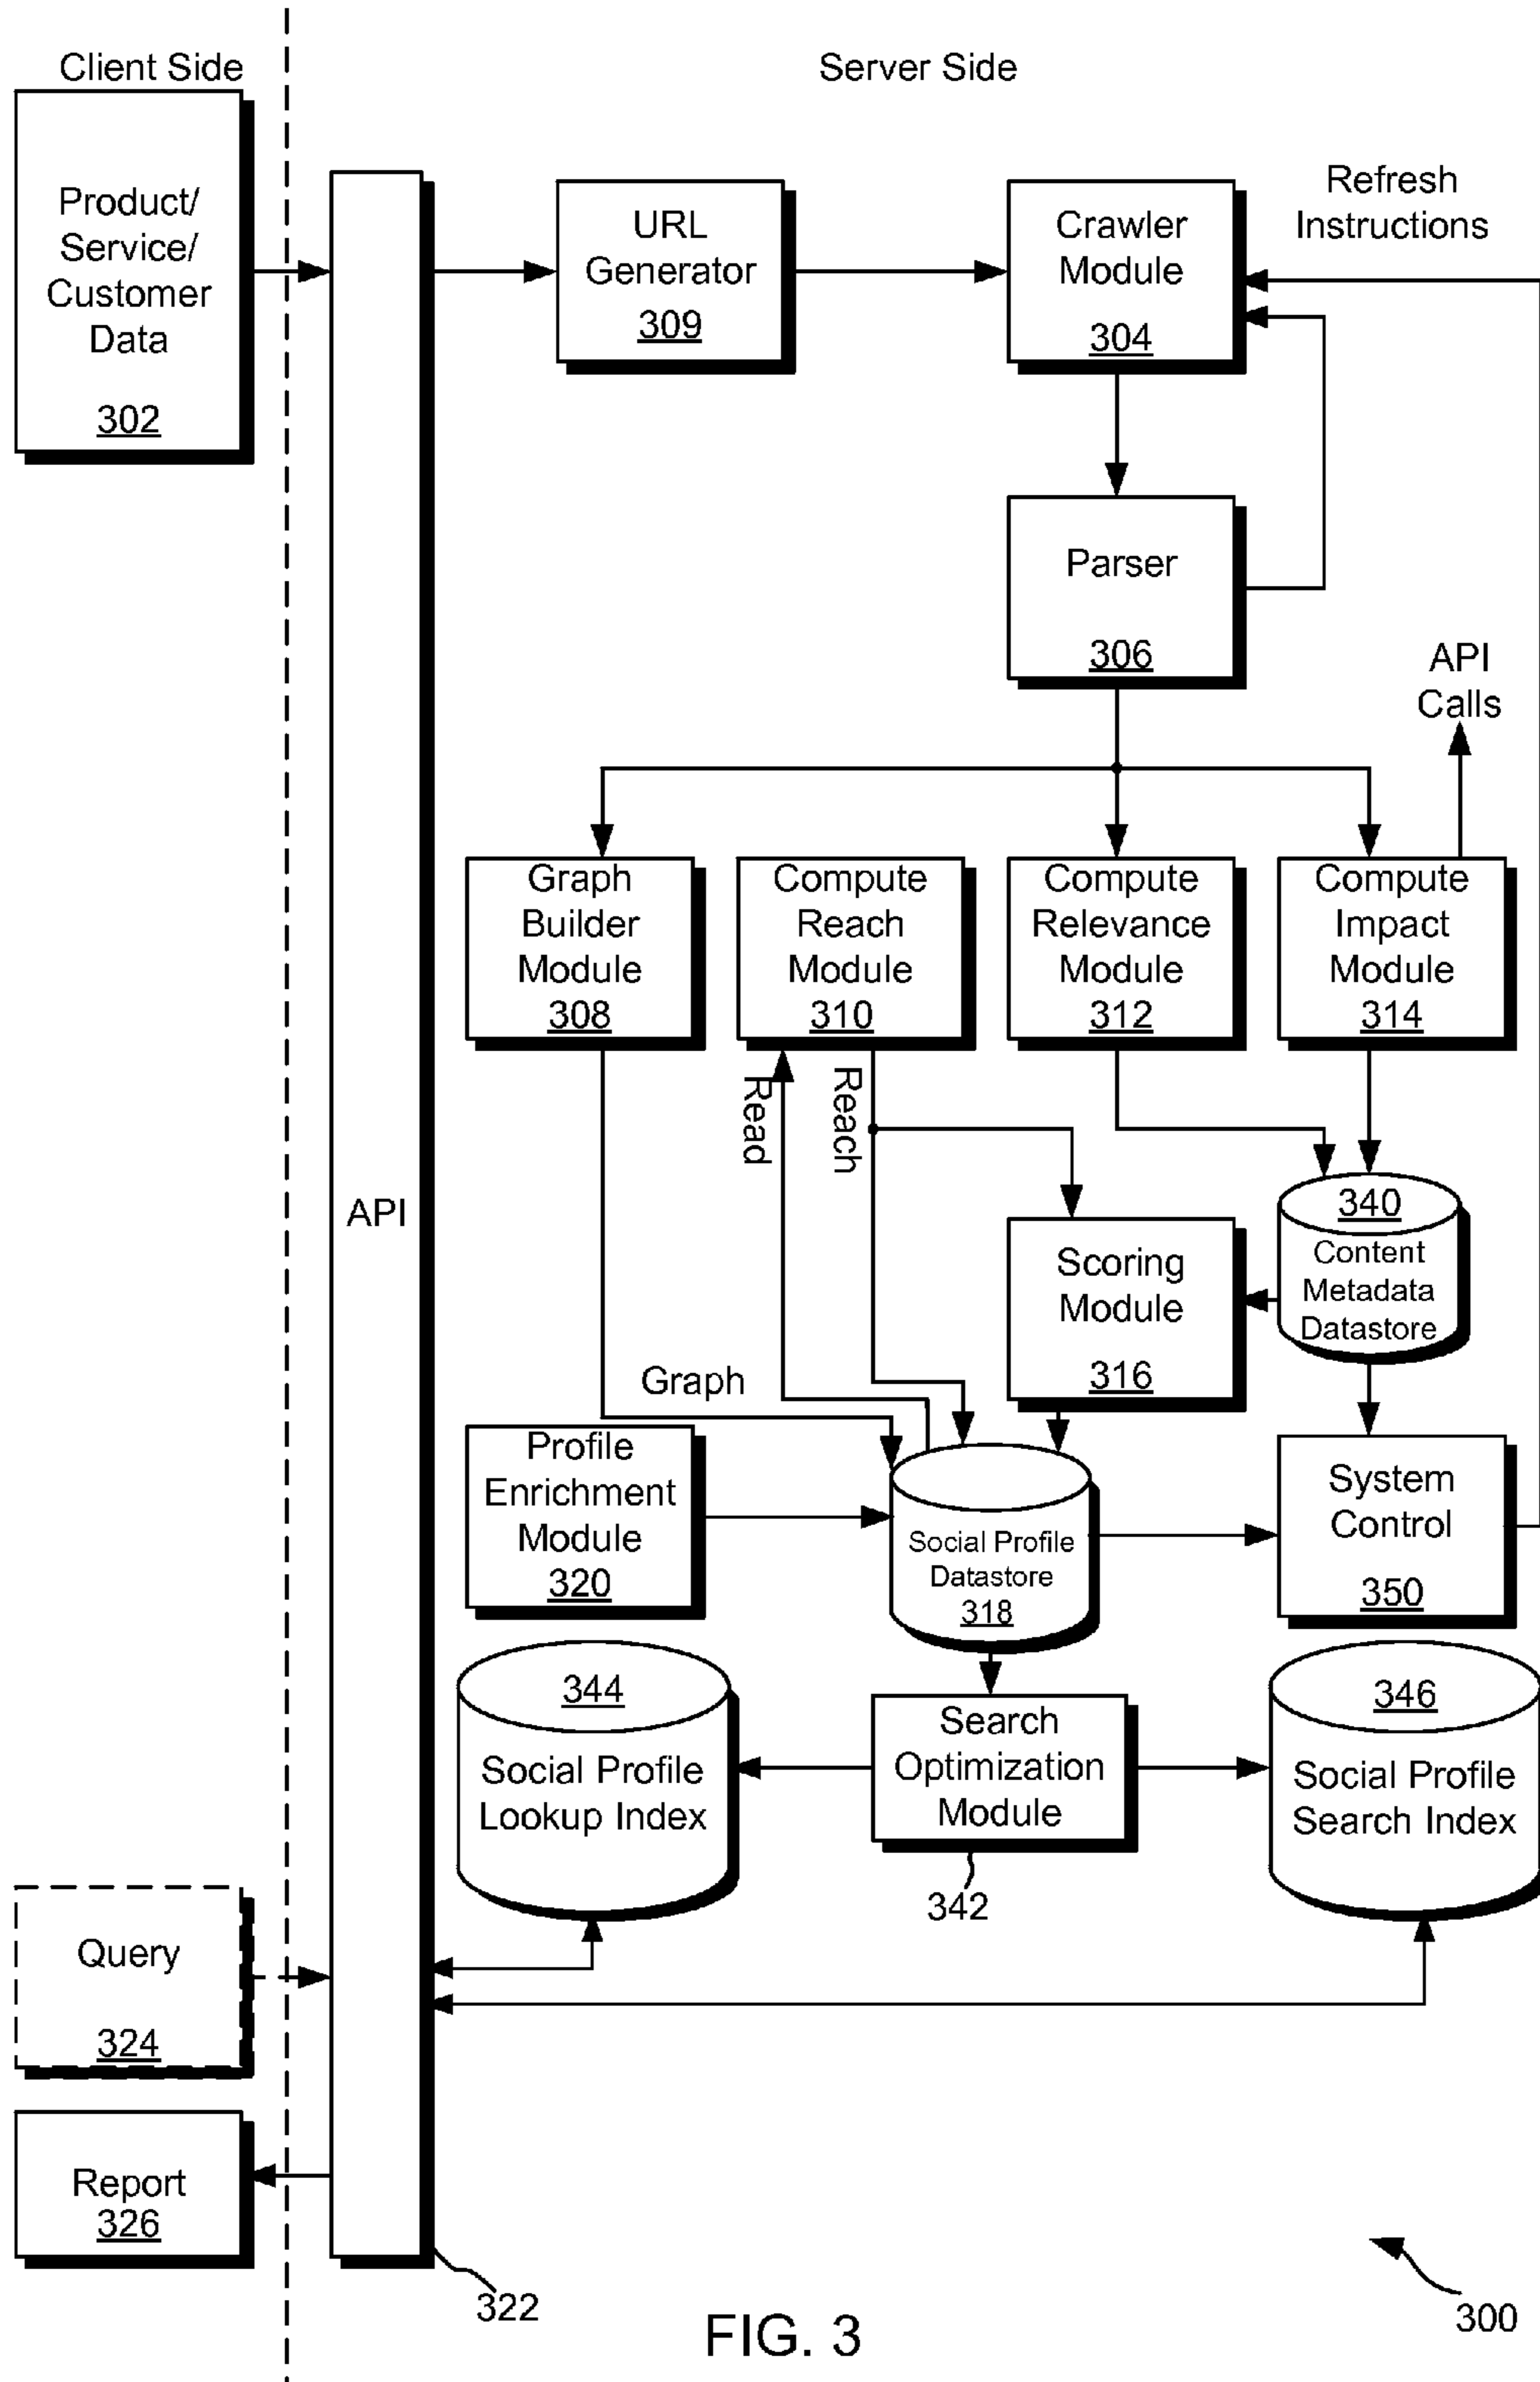 Client Side
Server Side
Product/
Service/
Customer
Data
302
URL
Generator
309
Crawler
Module
304
Refresh
Instructions
Parser
306
API
Calls
Graph
Builder
Module
308
Compute
Reach
Module
310
Compute
Relevance
Module
312
Compute
Impact
Module
314
Read
Reach
API
340
Content
Metadata
Datastore
Scoring
Module
316
Graph
Profile
Enrichment
Module
320
Social Profile
Datastore
318
System
Control
350
344
Social Profile
Lookup Index
Search
Optimization
Module
342
346
Social Profile
Search Index
Query
324
Report
326
322
300
FIG. 3